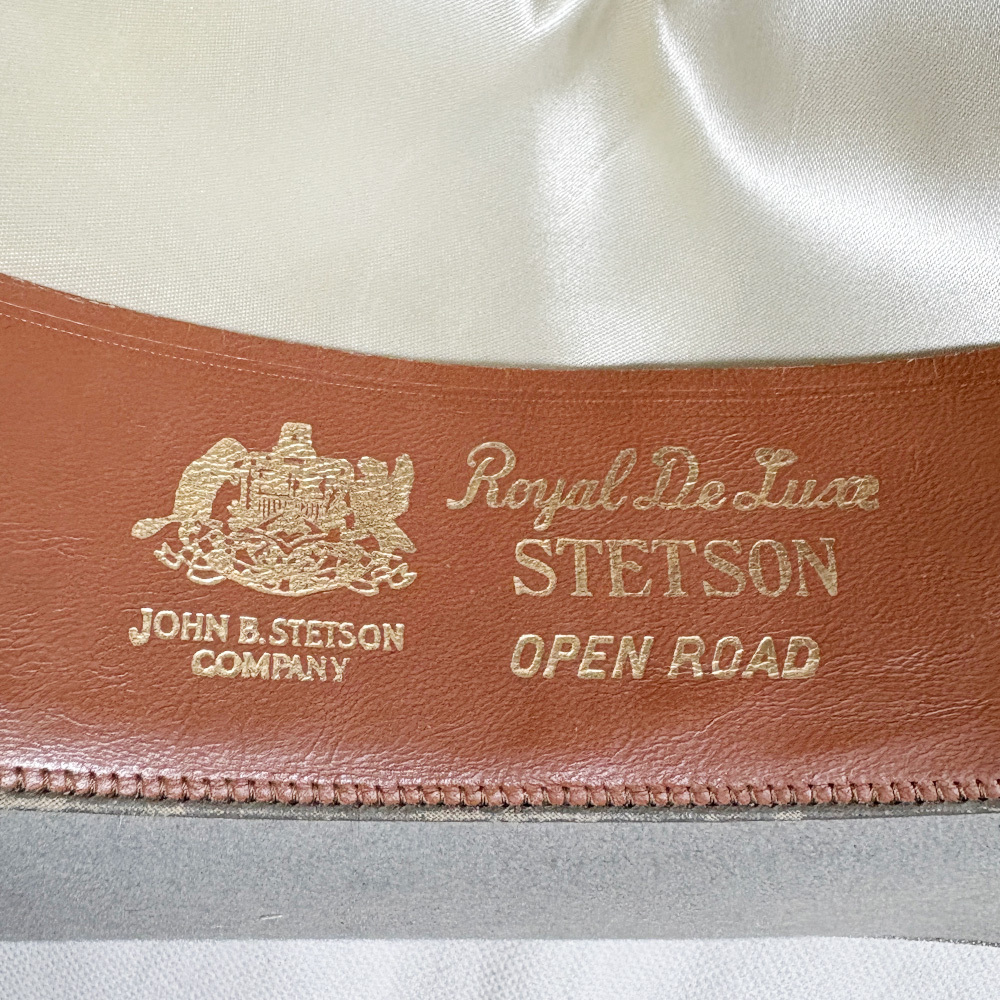 JOHN B. STETSON
COMPANY
Royal De Luxe
STETSON
OPEN ROAD